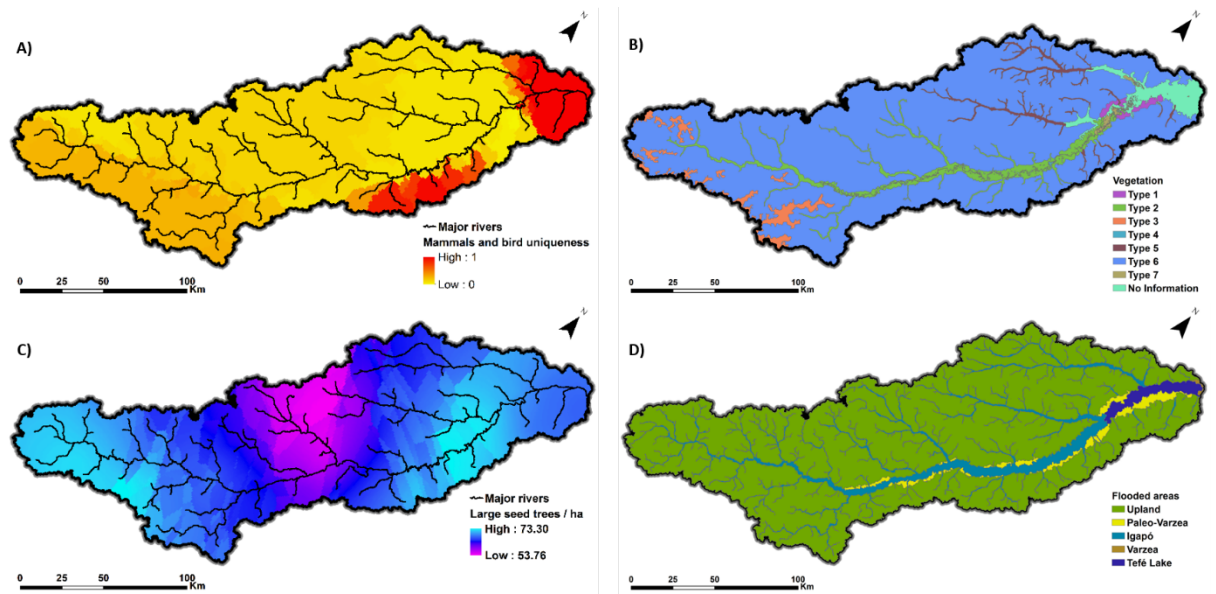 A)
N
Major rivers
Mammals and bird uniqueness
High : 1
Low : 0
0 25 50 100
Km
B)
N
Vegetation
Type 1
Type 2
Type 3
Type 4
Type 5
Type 6
Type 7
No Information
0 25 50 100
Km
C)
N
Major rivers
Large seed trees / ha
High : 73.30
Low : 53.76
0 25 50 100
Km
D)
N
Flooded areas
Upland
Paleo-Varzea
Igapó
Varzea
Tefé Lake
0 25 50 100
Km